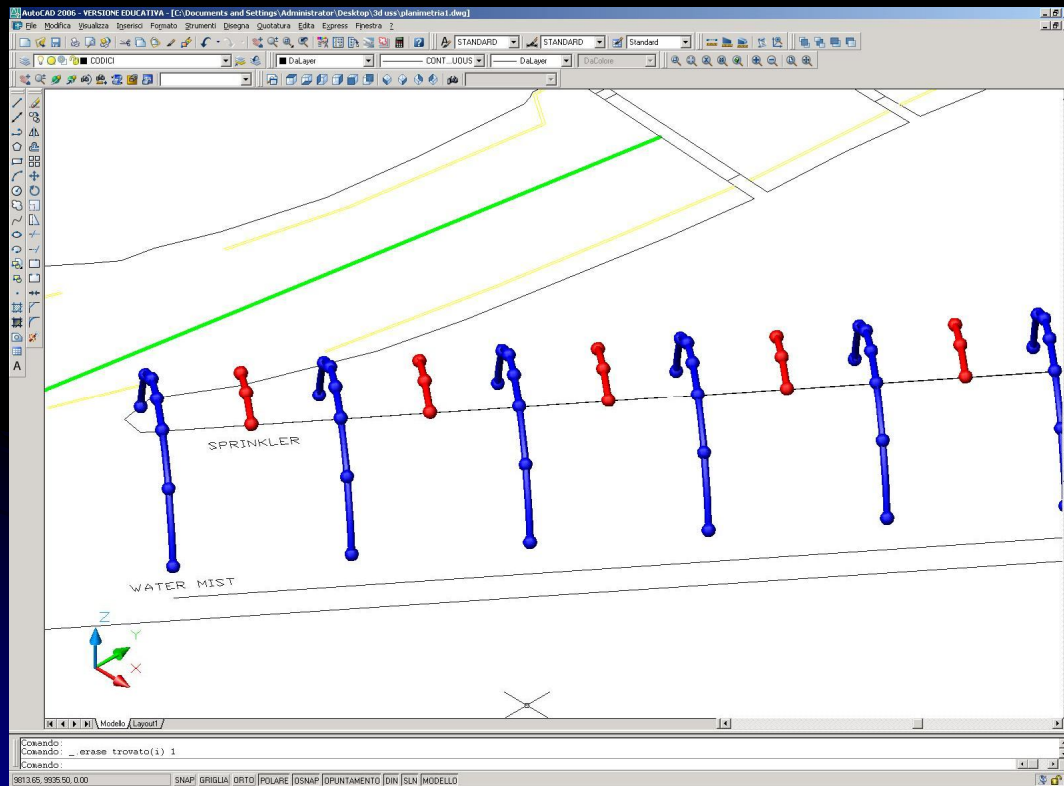 AutoCAD 2006 - VERSIONE EDUCATIVA - [C:\Documents and Settings\Administrator\Desktop\3d uss\planimetria1.dwg]
File Modifica Visualizza Inserisci Formato Strumenti Disegna Quotatura Edita Express Finestra ?
STANDARD STANDARD Standard
CODICI DaLayer CONT...UOUS DaLayer DaColore
A
SPRINKLER
WATER MIST
Z
Y
X
Modello Layout1
Comando:
Comando: _.erase trovato(i) 1
Comando:
9813.65, 9935.50, 0.00 SNAP GRIGLIA ORTO POLARE OSNAP OPUNTAMENTO DIN SLN MODELLO